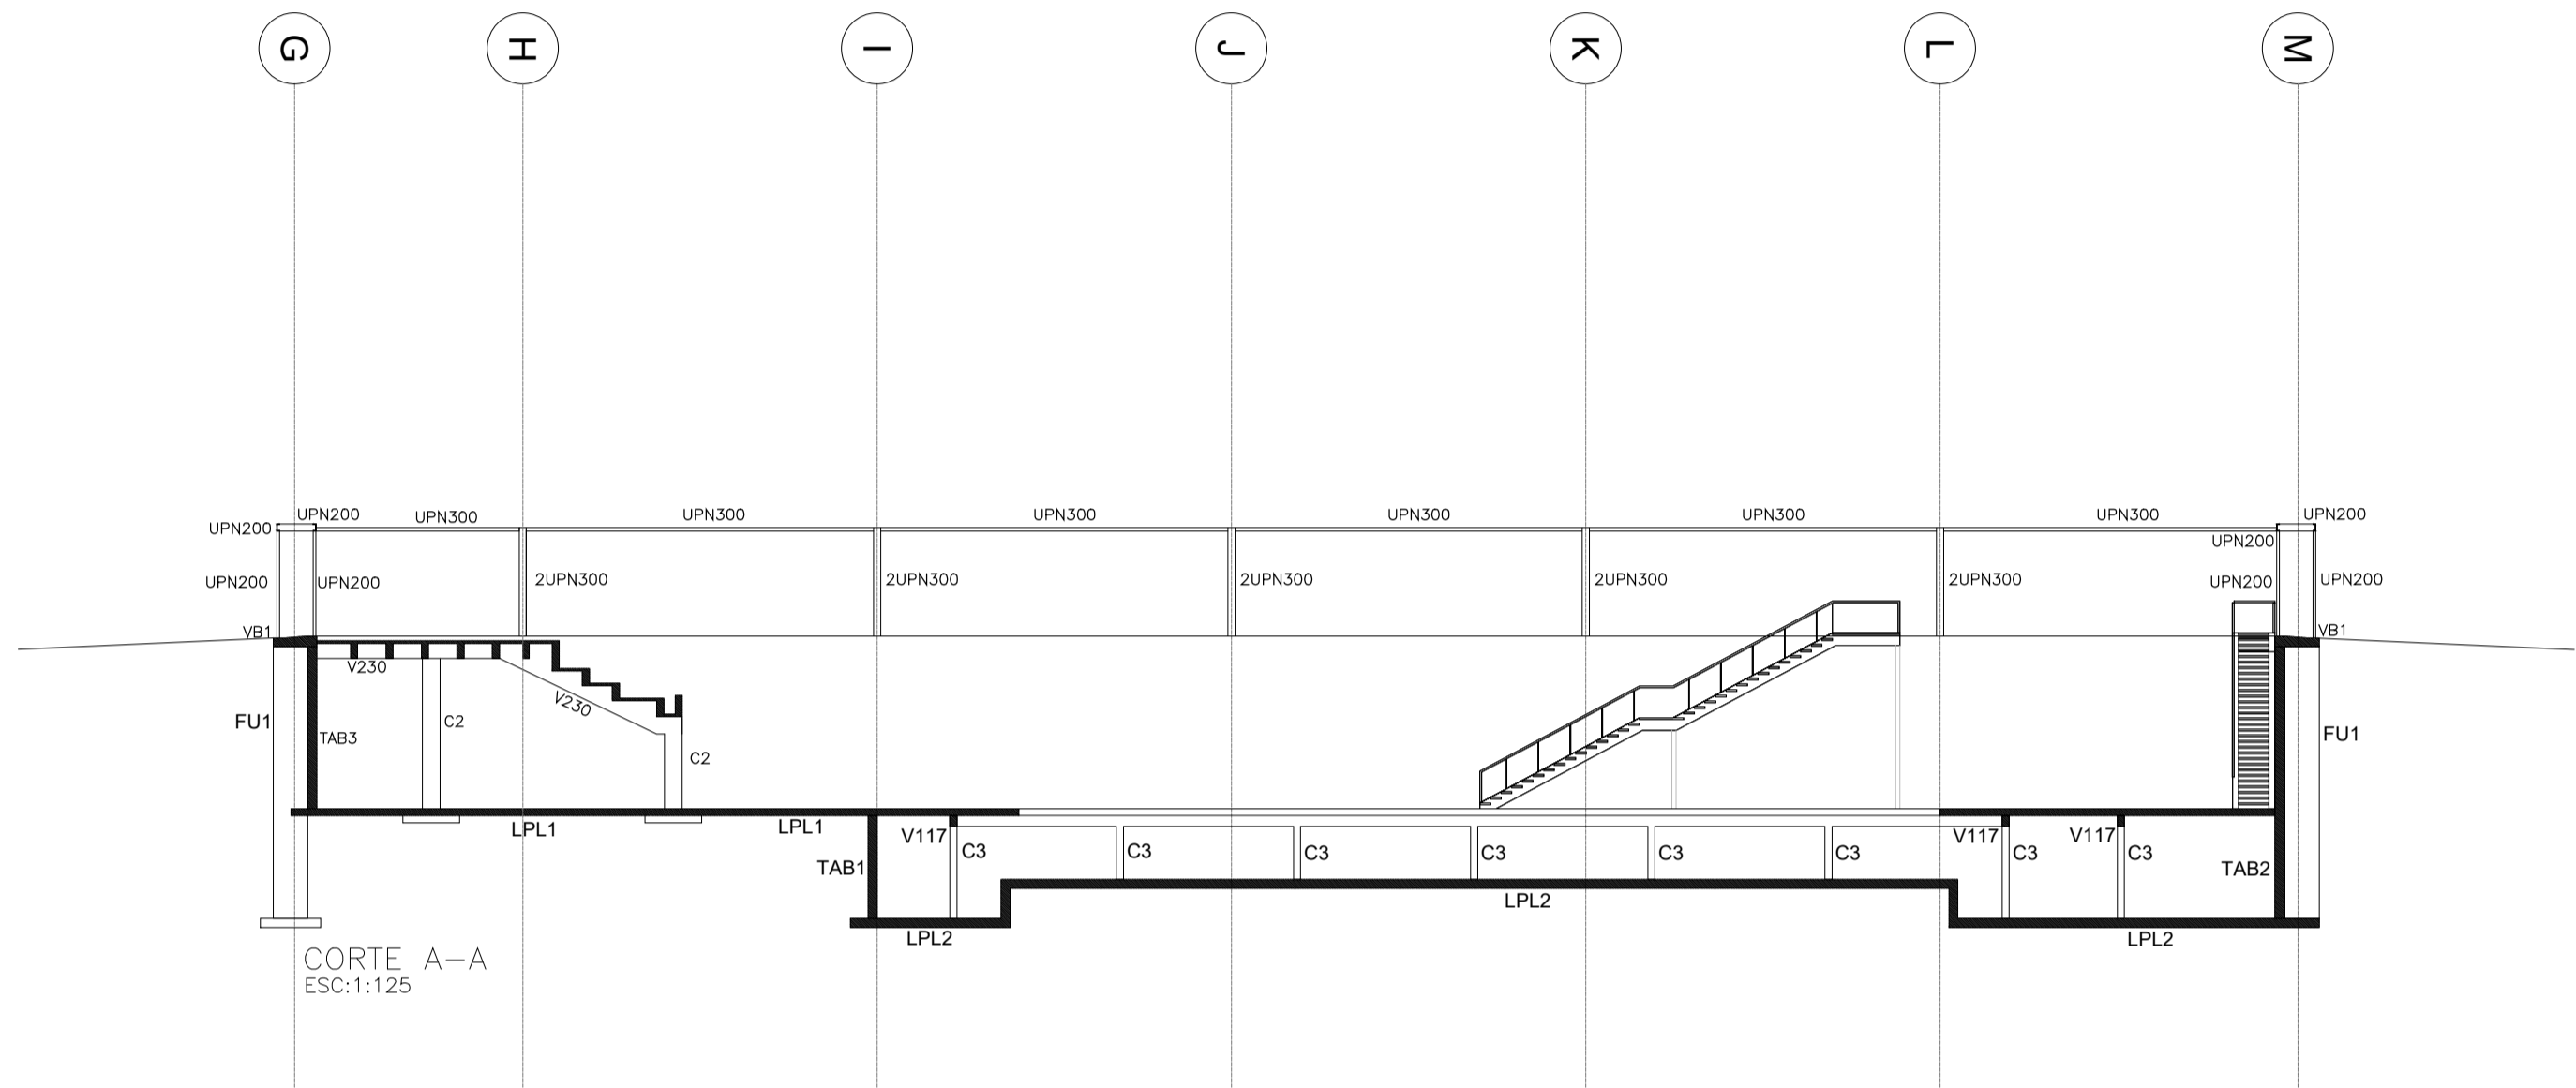 G H I J K L M
UPN200 UPN300 UPN300 UPN300 UPN300 UPN300 UPN300 UPN200
UPN200 UPN200
UPN200 UPN200 2UPN300 2UPN300 2UPN300 2UPN300 2UPN300 UPN200 UPN200
VB1 VB1
V230
V230
FU1 C2 FU1
TAB3 C2
LPL1 LPL1
V117 V117 V117
C3 C3 C3 C3 C3 C3 C3 C3
TAB1 TAB2
LPL2
LPL2 LPL2
CORTE A-A
ESC:1:125